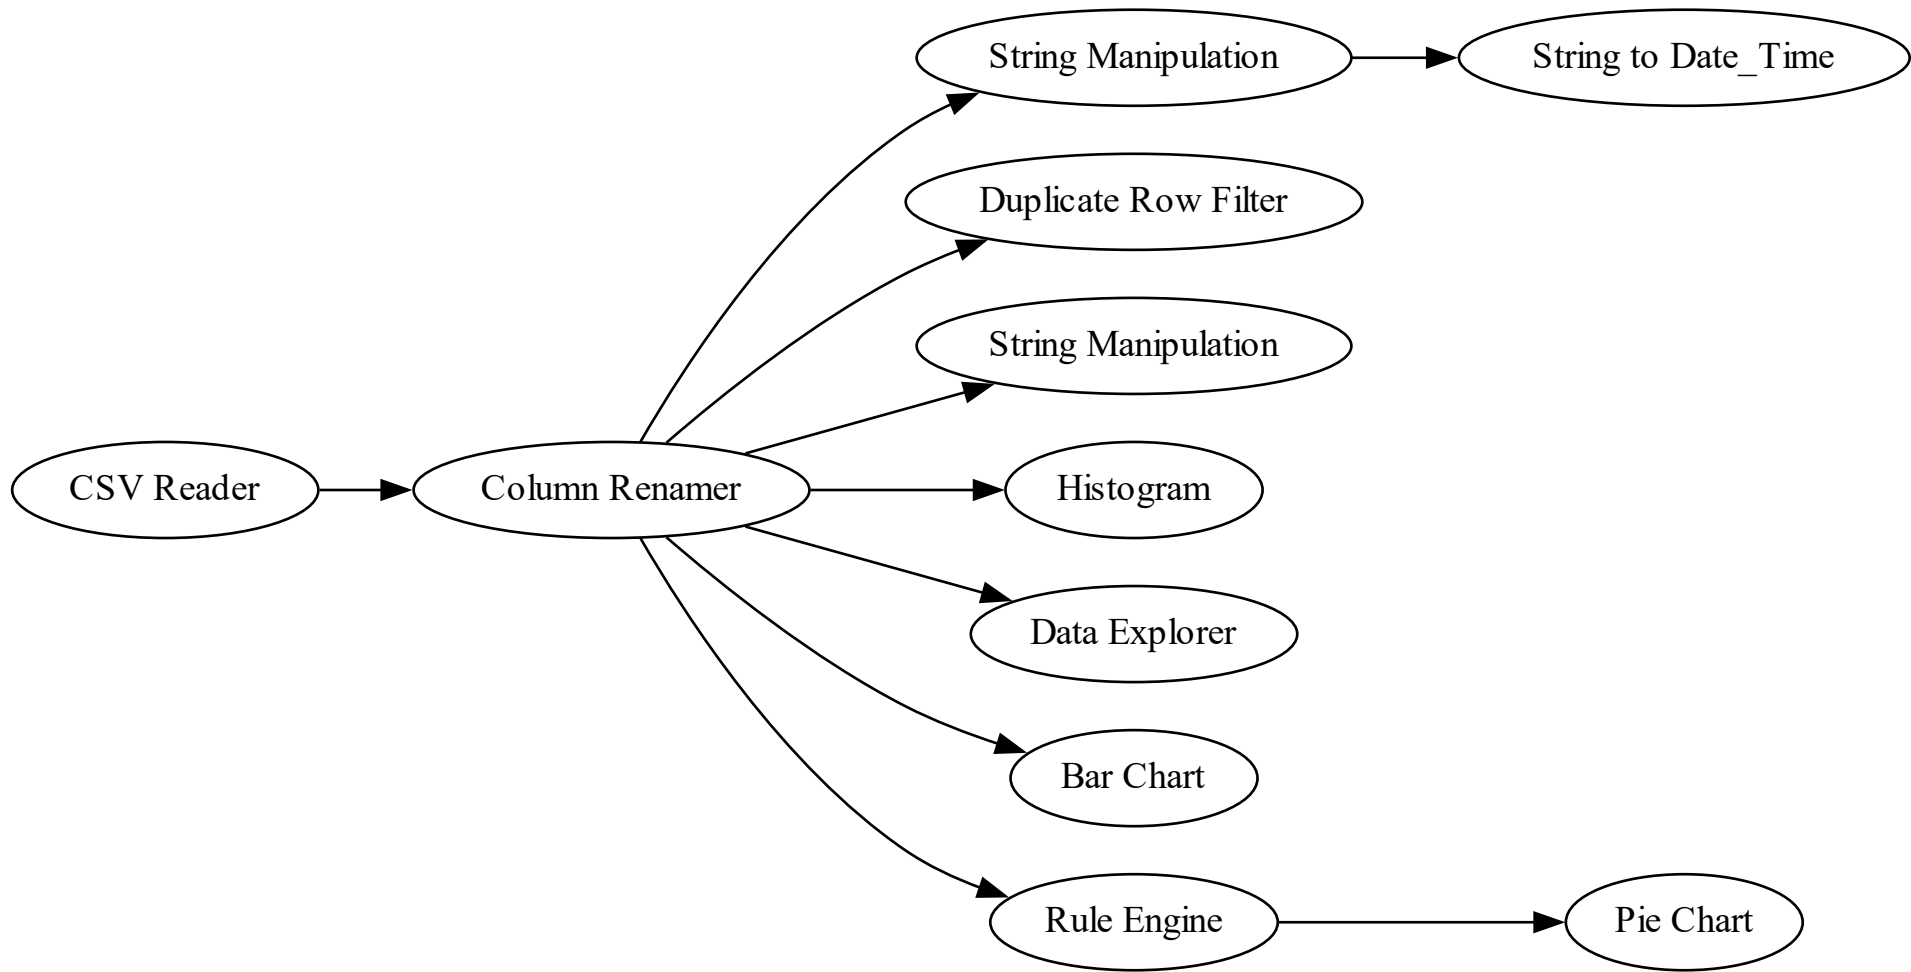 String Manipulation
String to Date_Time
Duplicate Row Filter
String Manipulation
CSV Reader
Column Renamer
Histogram
Data Explorer
Bar Chart
Rule Engine
Pie Chart